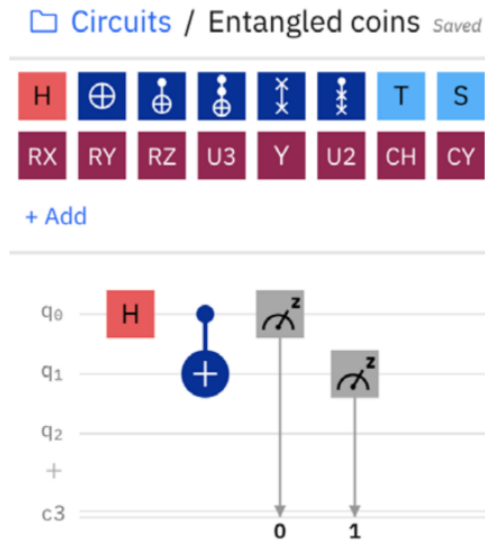 Circuits / Entangled coins Saved
H T S
RX RY RZ U3 Y U2 CH CY
+ Add
q0 H z
q1 z
q2
+
c3
0 1